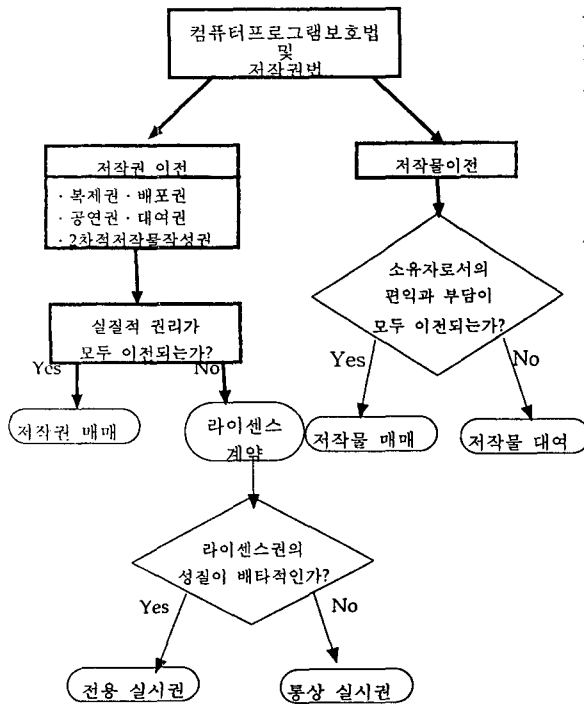 컴퓨터프로그램보호법
및
저작권법
저작권 이전
· 복제권 · 배포권
· 공연권 · 대여권
· 2차적저작물작성권
실질적 권리가
모두 이전되는가?
Yes
No
저작권 매매
라이센스
계약
저작물이전
소유자로서의
편익과 부담이
모두 이전되는가?
Yes
No
저작물 매매
저작물 대여
라이센스권의
성질이 배타적인가?
Yes
No
전용 실시권
통상 실시권